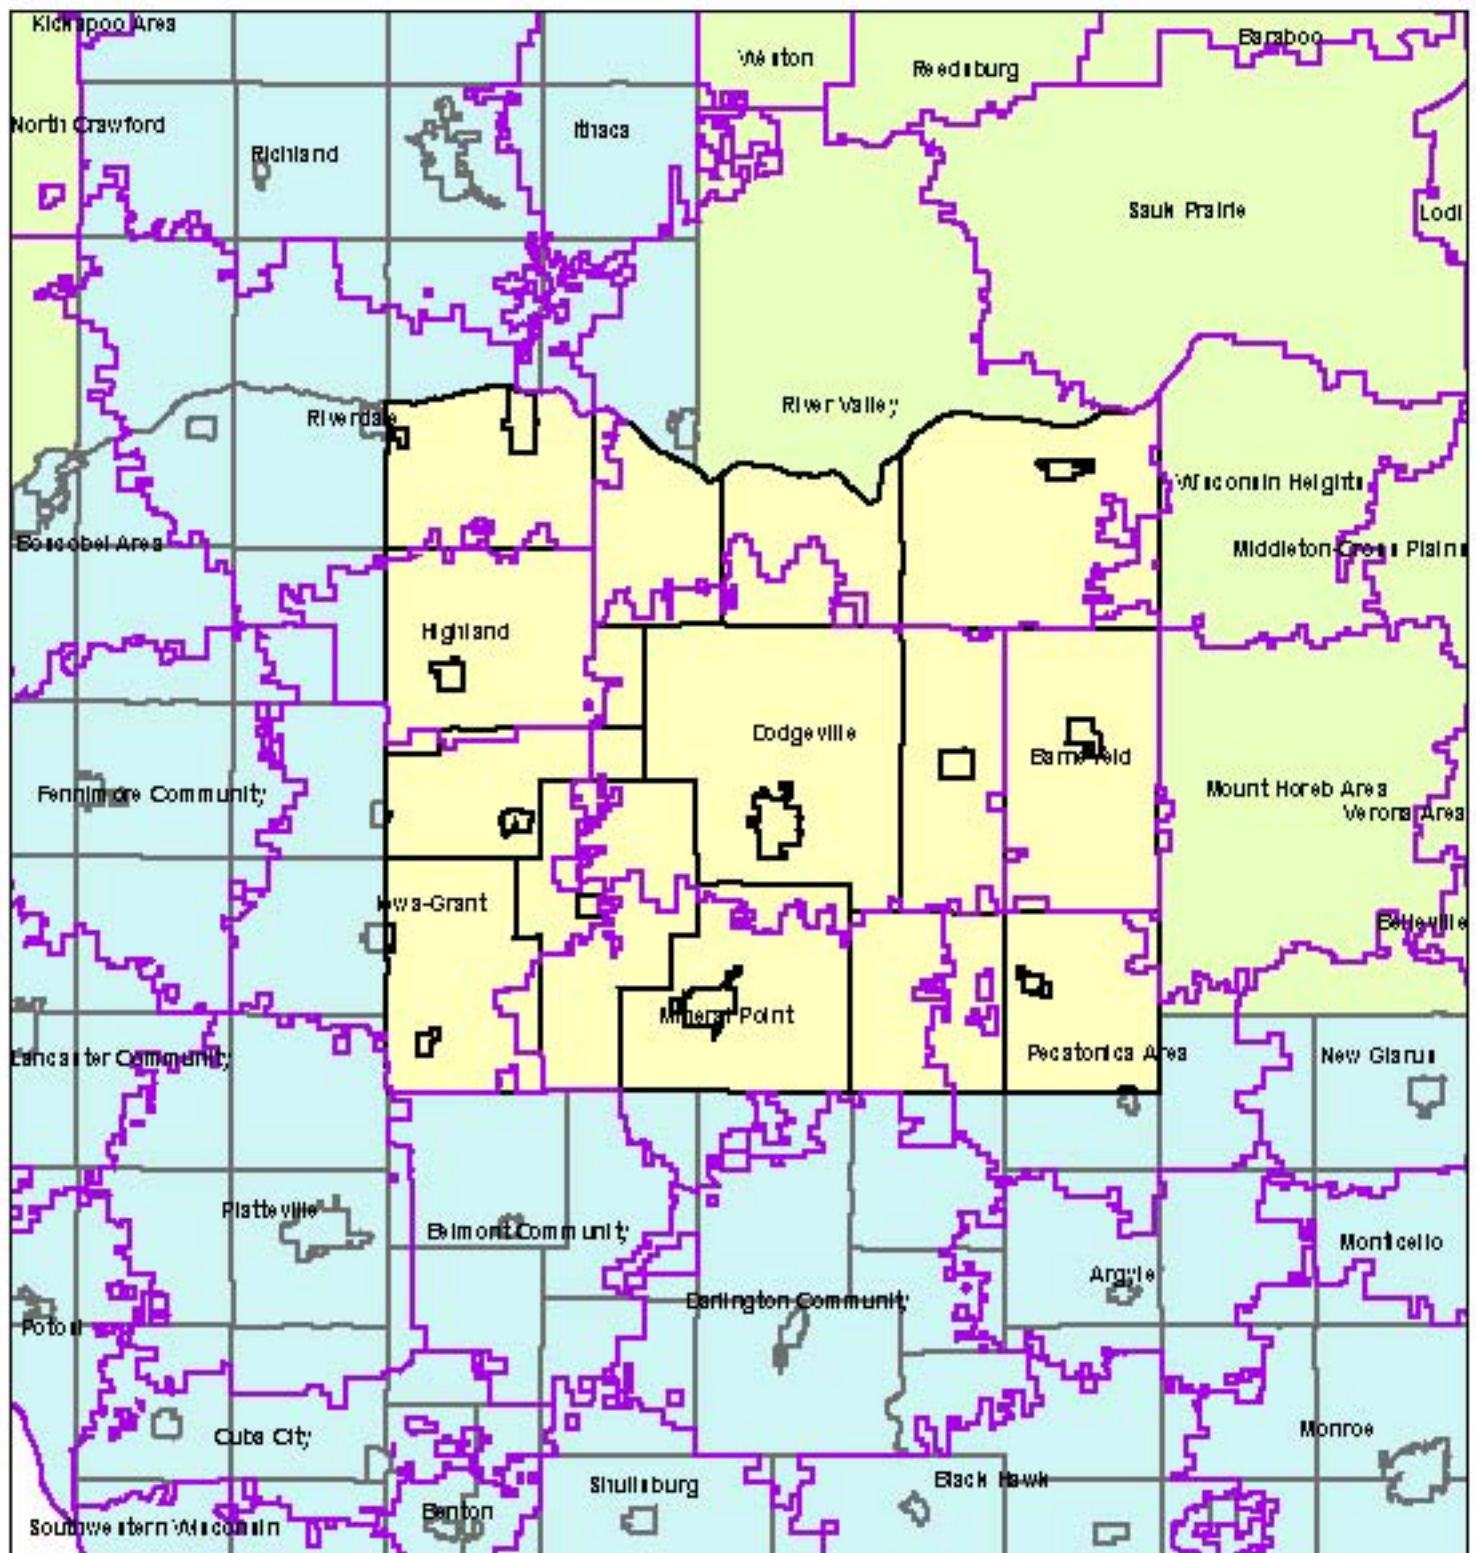 Kickapoo Area
Weston
Reedsburg
Baraboo
North Crawford
Richland
Ithaca
Sauk Prairie
Lodi
Riverdale
River Valley
Wisconsin Heights
Boscobel Area
Middleton-Cross Plains
Highland
Dodgeville
Barneveld
Fennimore Community
Mount Horeb Area
Verona Area
Iowa-Grant
Belleville
Mineral Point
Lancaster Community
Pecatonica Area
New Glarus
Platteville
Belmont Community
Monticello
Argyle
Darlington Community
Potosi
Cuba City
Monroe
Shullsburg
Black Hawk
Benton
Southwestern Wisconsin